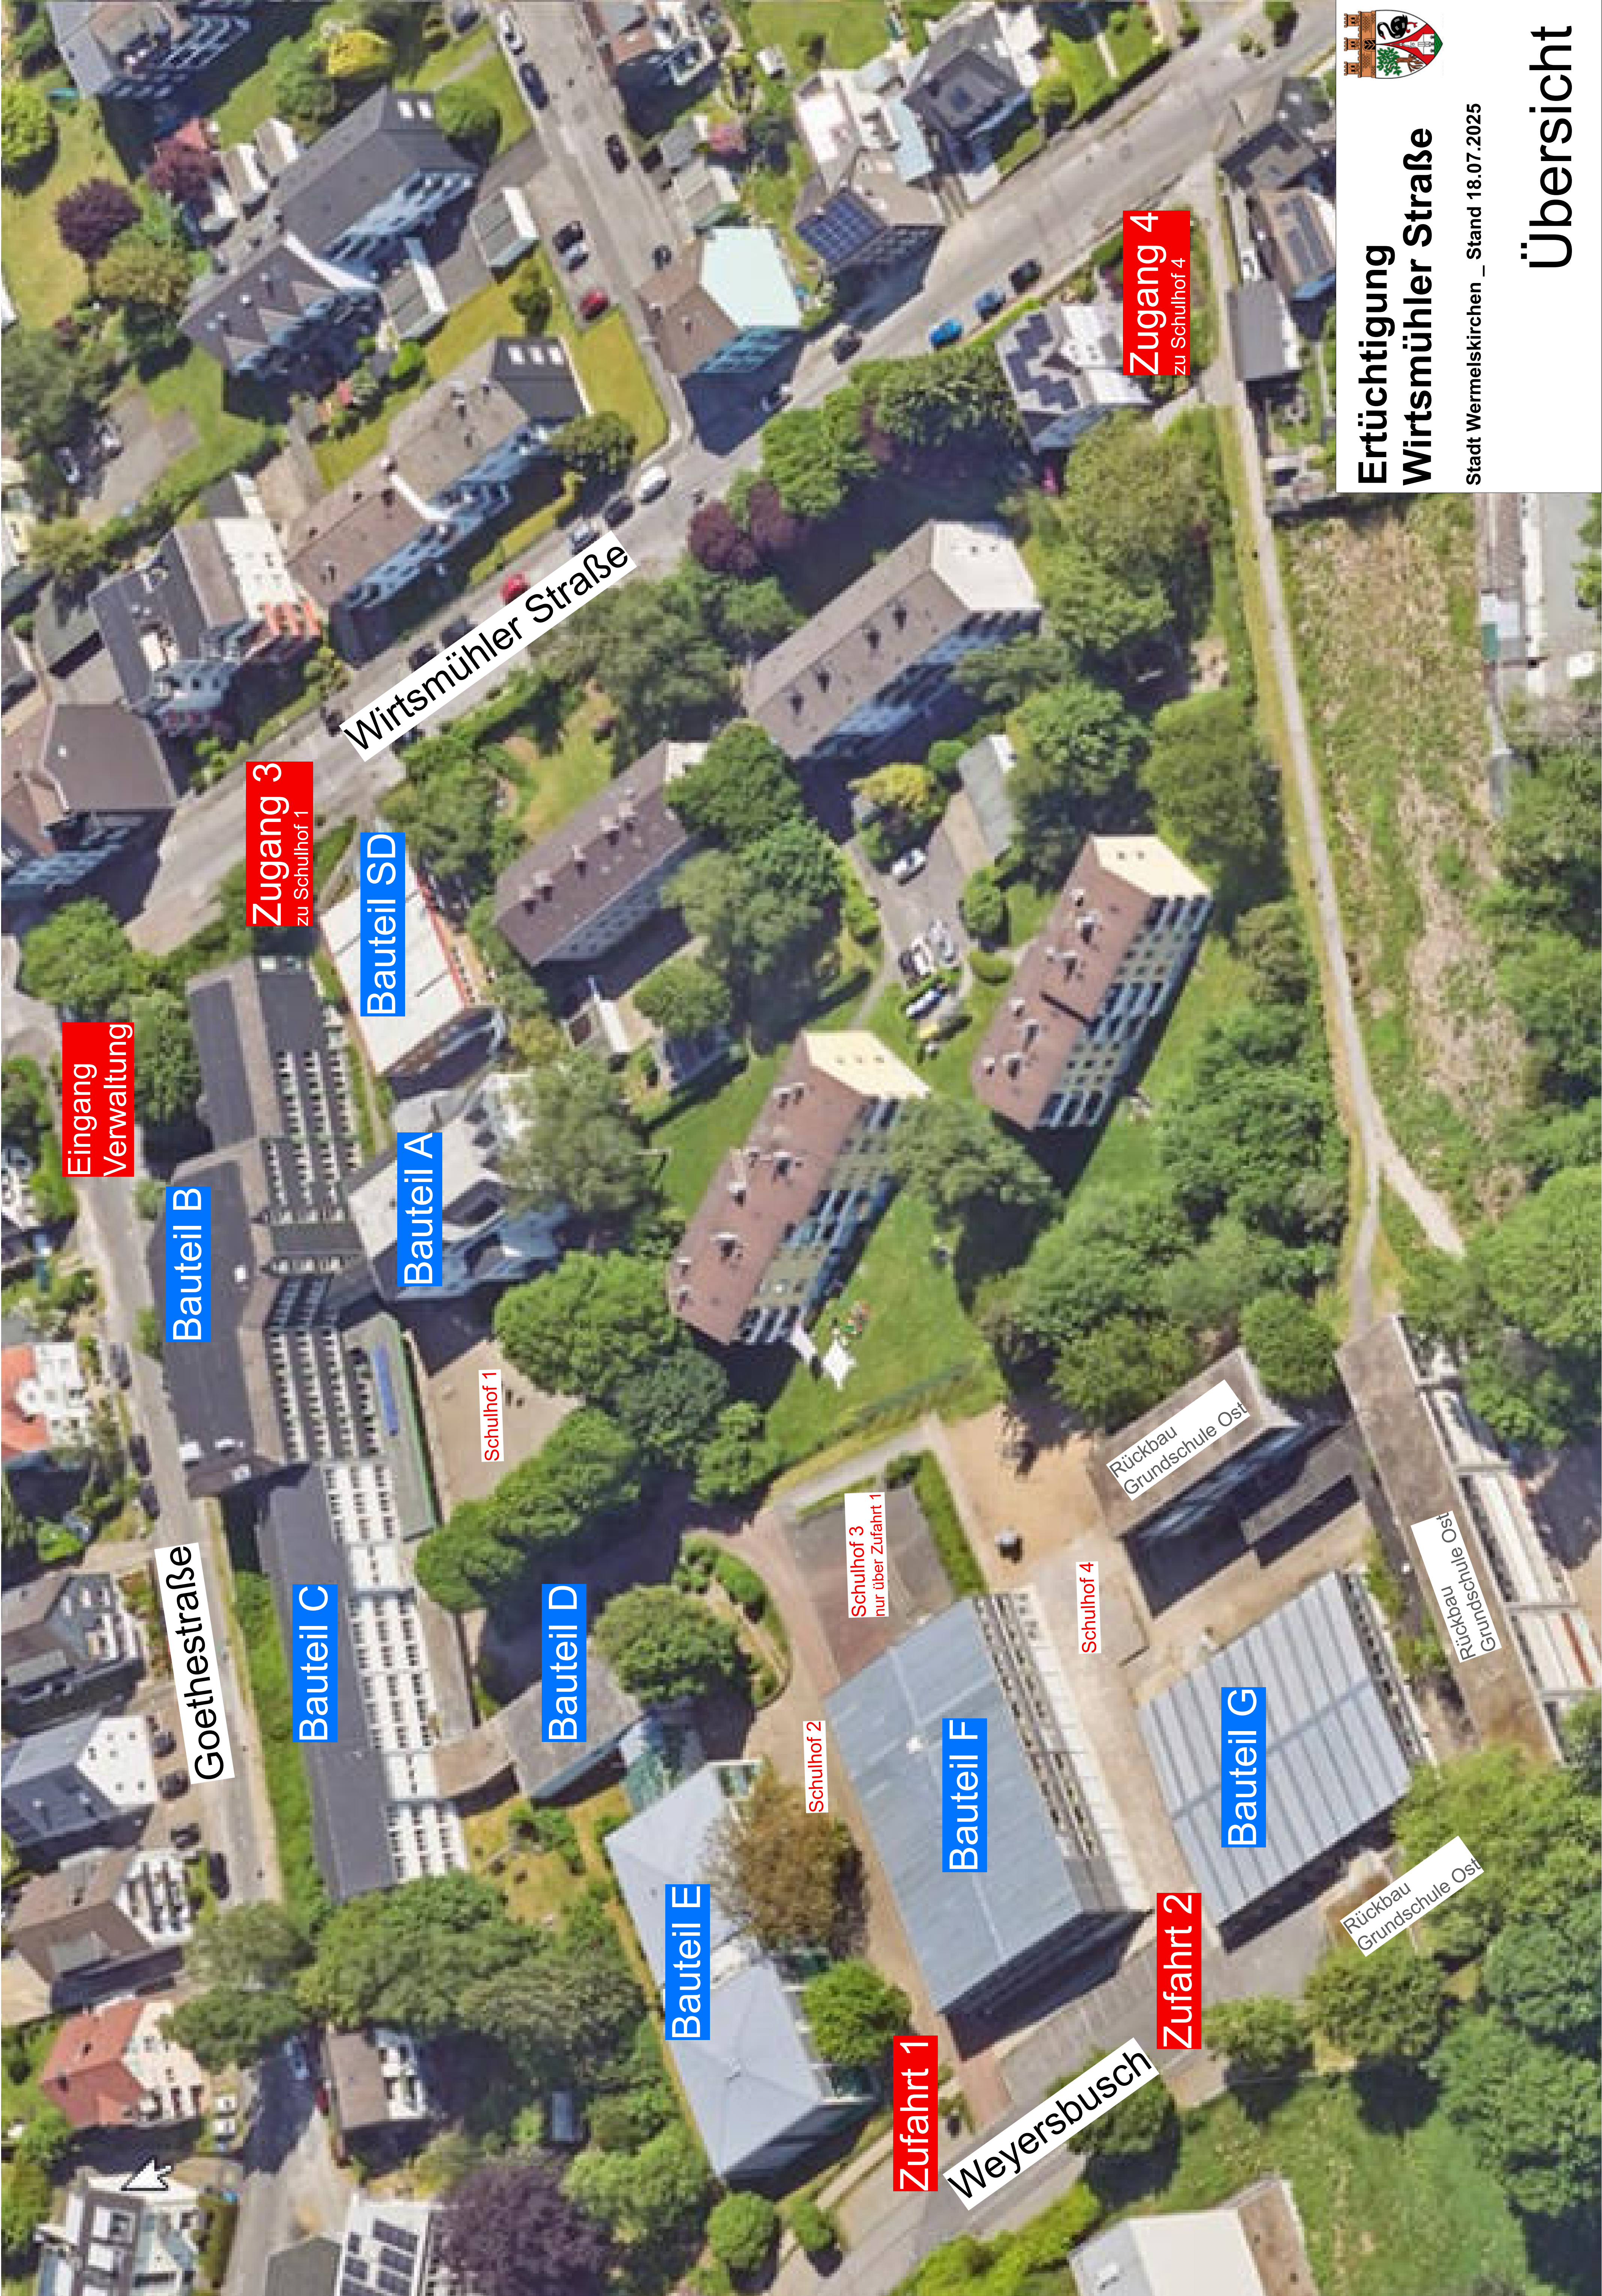 Eingang
Verwaltung
Zugang 3
zu Schulhof 1
Zugang 4
zu Schulhof 4
Goethestraße
Wirtsmühler Straße
Bauteil B
Bauteil SD
Bauteil A
Bauteil C
Schulhof 1
Bauteil D
Bauteil E
Schulhof 2
Schulhof 3
nur über Zufahrt 1
Bauteil F
Schulhof 4
Rückbau
Grundschule Ost
Bauteil G
Rückbau
Grundschule Ost
Rückbau
Grundschule Ost
Zufahrt 1
Weyersbusch
Zufahrt 2
Ertüchtigung
Wirtsmühler Straße
Stadt Wermelskirchen _ Stand 18.07.2025
Übersicht